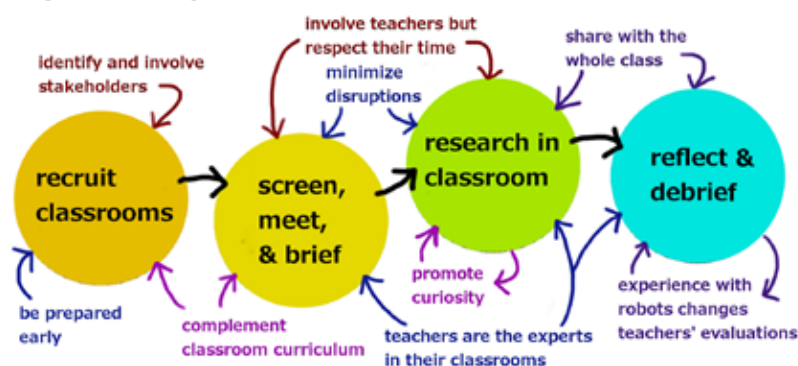 involve teachers but
respect their time
share with the
whole class
identify and involve
stakeholders
minimize
disruptions
recruit
classrooms
screen,
meet,
& brief
research in
classroom
reflect &
debrief
be prepared
early
complement
classroom curriculum
promote
curiosity
teachers are the experts
in their classrooms
experience with
robots changes
teachers' evaluations